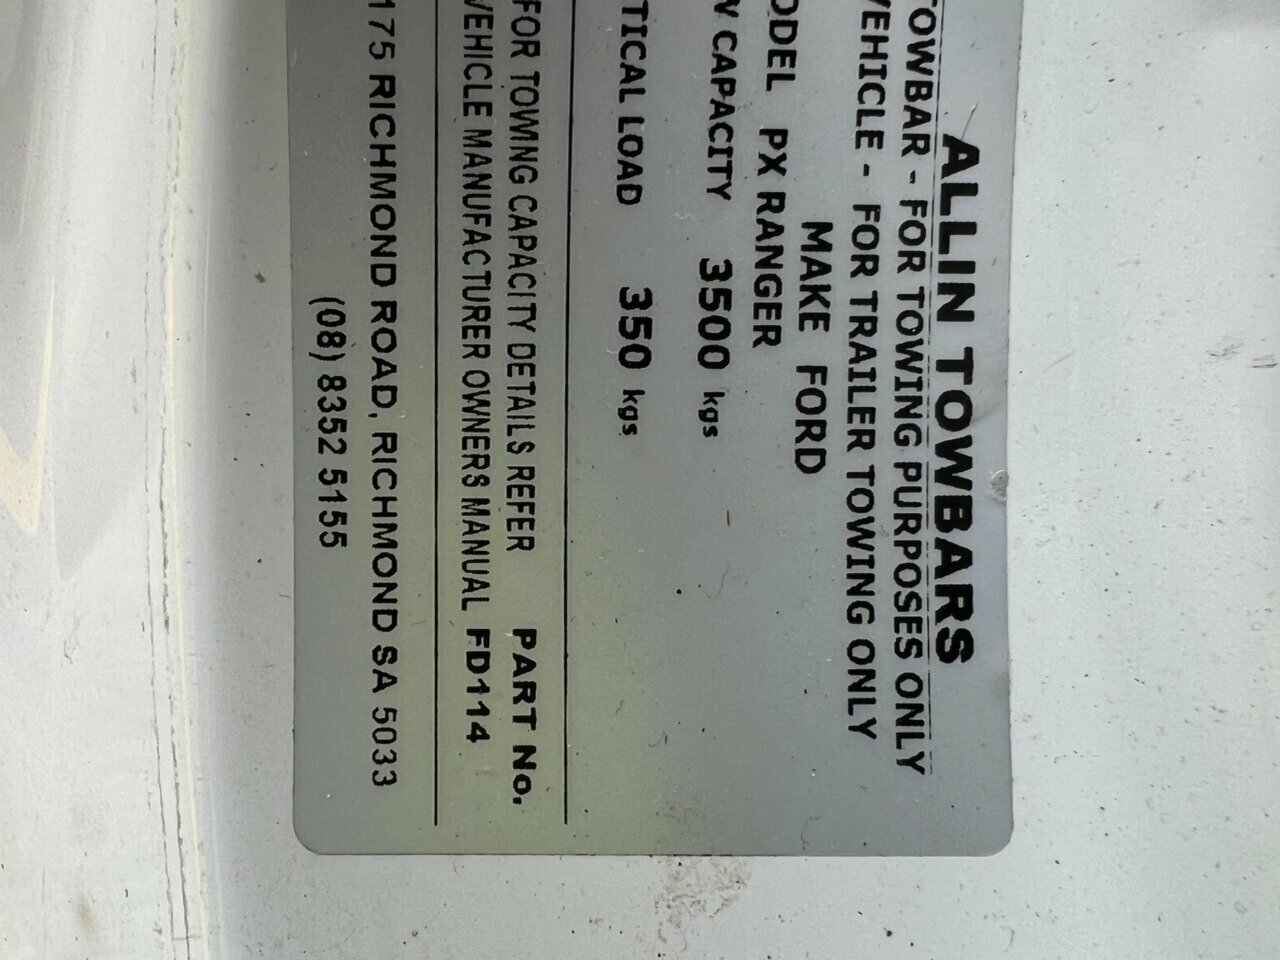 ALLIN TOWBARS
TOWBAR - FOR TOWING PURPOSES ONLY
VEHICLE - FOR TRAILER TOWING ONLY
MAKE FORD
ODEL PX RANGER
W CAPACITY 3500 kgs
TICAL LOAD 350 kgs
FOR TOWING CAPACITY DETAILS REFER PART No.
VEHICLE MANUFACTURER OWNERS MANUAL FD114
175 RICHMOND ROAD, RICHMOND SA 5033
(08) 8352 5155